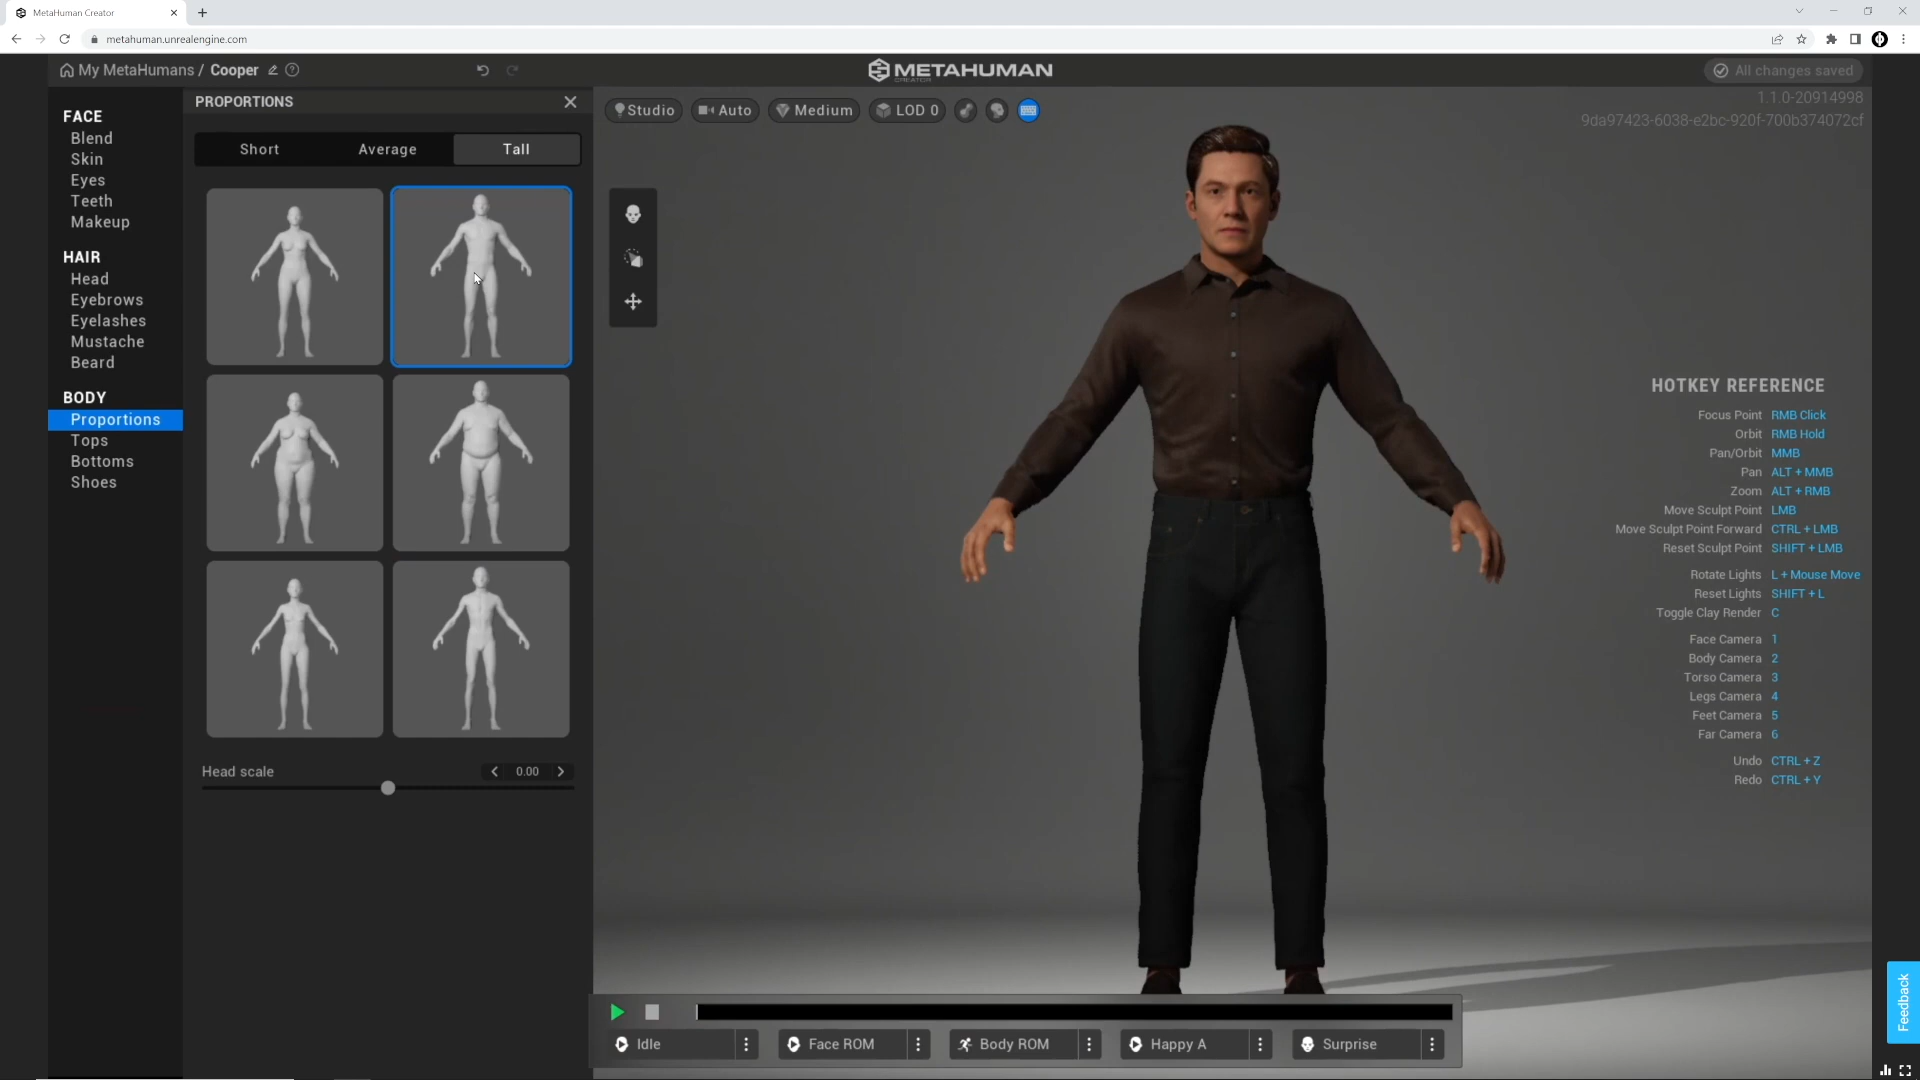 MetaHuman Creator
metahuman.unrealengine.com
My MetaHumans / Cooper
METAHUMAN
CREATOR
All changes saved
1.1.0-20914998
9da97423-6038-e2bc-920f-700b374072cf
FACE
Blend
Skin
Eyes
Teeth
Makeup
HAIR
Head
Eyebrows
Eyelashes
Mustache
Beard
BODY
Proportions
Tops
Bottoms
Shoes
PROPORTIONS
Short Average Tall
Head scale 0.00
Studio Auto Medium LOD 0
HOTKEY REFERENCE
Focus Point RMB Click
Orbit RMB Hold
Pan/Orbit MMB
Pan ALT + MMB
Zoom ALT + RMB
Move Sculpt Point LMB
Move Sculpt Point Forward CTRL + LMB
Reset Sculpt Point SHIFT + LMB
Rotate Lights L + Mouse Move
Reset Lights SHIFT + L
Toggle Clay Render C
Face Camera 1
Body Camera 2
Torso Camera 3
Legs Camera 4
Feet Camera 5
Far Camera 6
Undo CTRL + Z
Redo CTRL + Y
Feedback
Idle Face ROM Body ROM Happy A Surprise